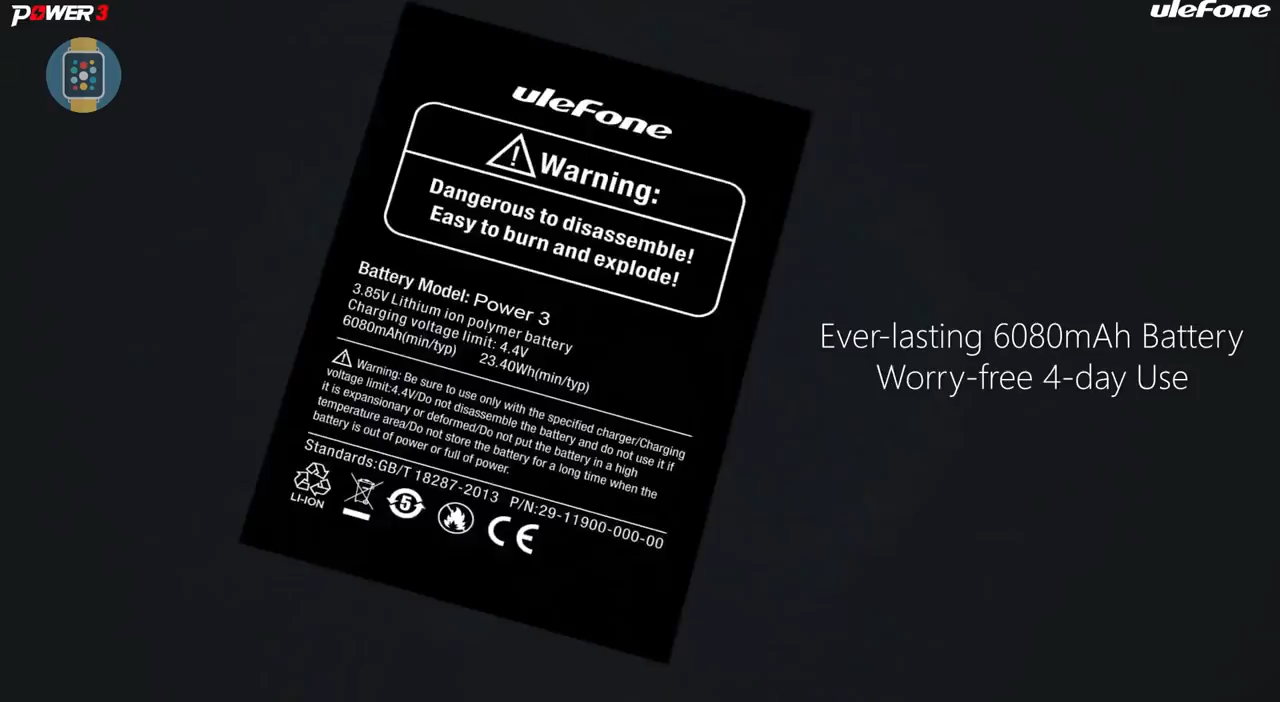 POWER 3
uleFone
uleFone
Warning:
Dangerous to disassemble!
Easy to burn and explode!
Battery Model: Power 3
3.85V Lithium ion polymer battery
Charging voltage limit: 4.4V
6080mAh(min/typ) 23.40Wh(min/typ)
Warning: Be sure to use only with the specified charger/Charging
voltage limit:4.4V/Do not disassemble the battery and do not use it if
it is expansionary or deformed/Do not put the battery in a high
temperature area/Do not store the battery for a long time when the
battery is out of power or full of power.
Standards:GB/T 18287-2013 P/N:29-11900-000-00
LI-ION
5
CE
Ever-lasting 6080mAh Battery
Worry-free 4-day Use